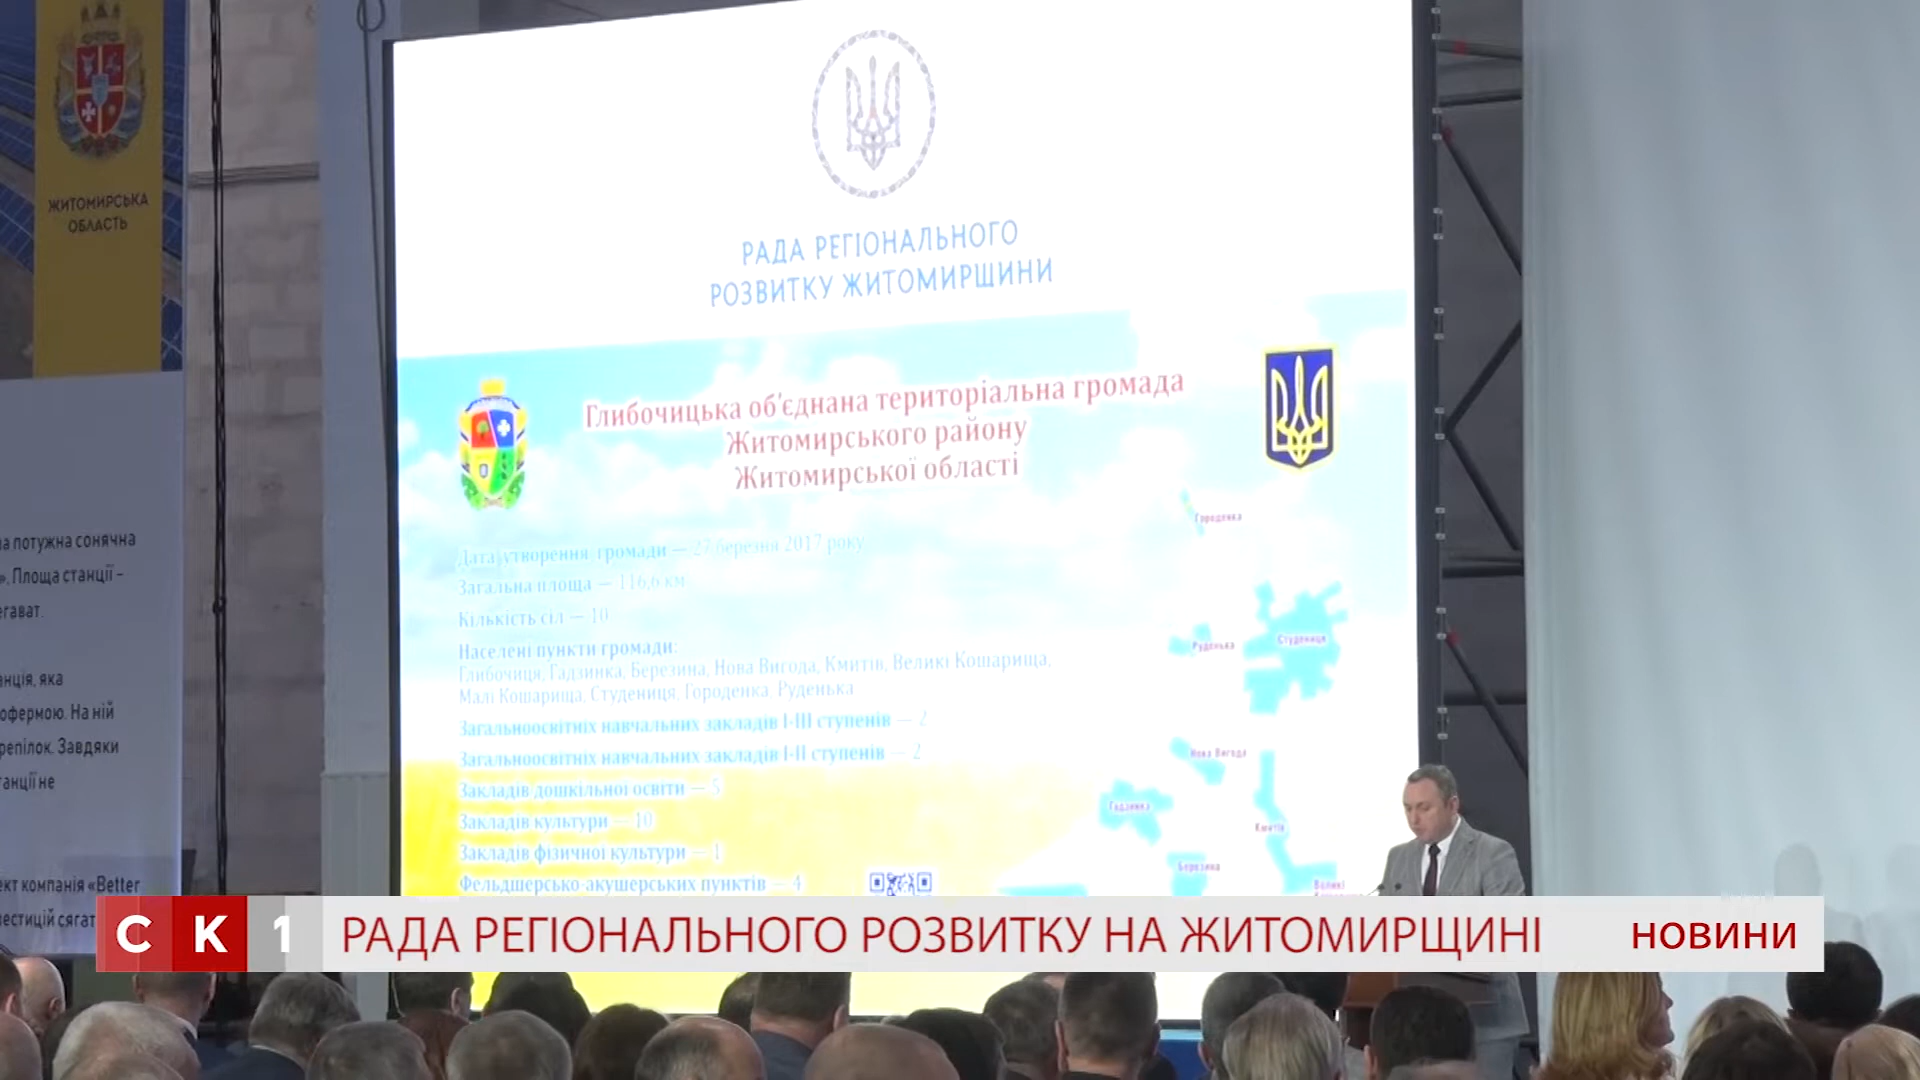 ЖИТОМИРСЬКА
ОБЛАСТЬ
РАДА РЕГІОНАЛЬНОГО
РОЗВИТКУ ЖИТОМИРЩИНИ
Глибочицька об'єднана територіальна громада
Житомирського району
Житомирської області
Дата утворення громади — 27 березня 2017 року
Загальна площа — 116,6 км
Кількість сіл — 10
Населені пункти громади:
Глибочиця, Гадзинка, Березина, Нова Вигода, Кмитів, Великі Кошарища,
Малі Кошарища, Студениця, Городенка, Руденька
Загальноосвітніх навчальних закладів І-ІІІ ступенів — 2
Загальноосвітніх навчальних закладів І-ІІ ступенів — 2
Закладів дошкільної освіти — 5
Закладів культури — 10
Закладів фізичної культури — 1
Фельдшерсько-акушерських пунктів — 4
Городенка
Руденька
Студениця
Нова Вигода
Гадзинка
Кмитів
Березина
Великі
на потужна сонячна
». Площа станції –
егават.
анція, яка
офермою. На ній
репілок. Завдяки
танції не
ект компанія «Better
вестицій сягат
СК1
РАДА РЕГІОНАЛЬНОГО РОЗВИТКУ НА ЖИТОМИРЩИНІ
НОВИНИ